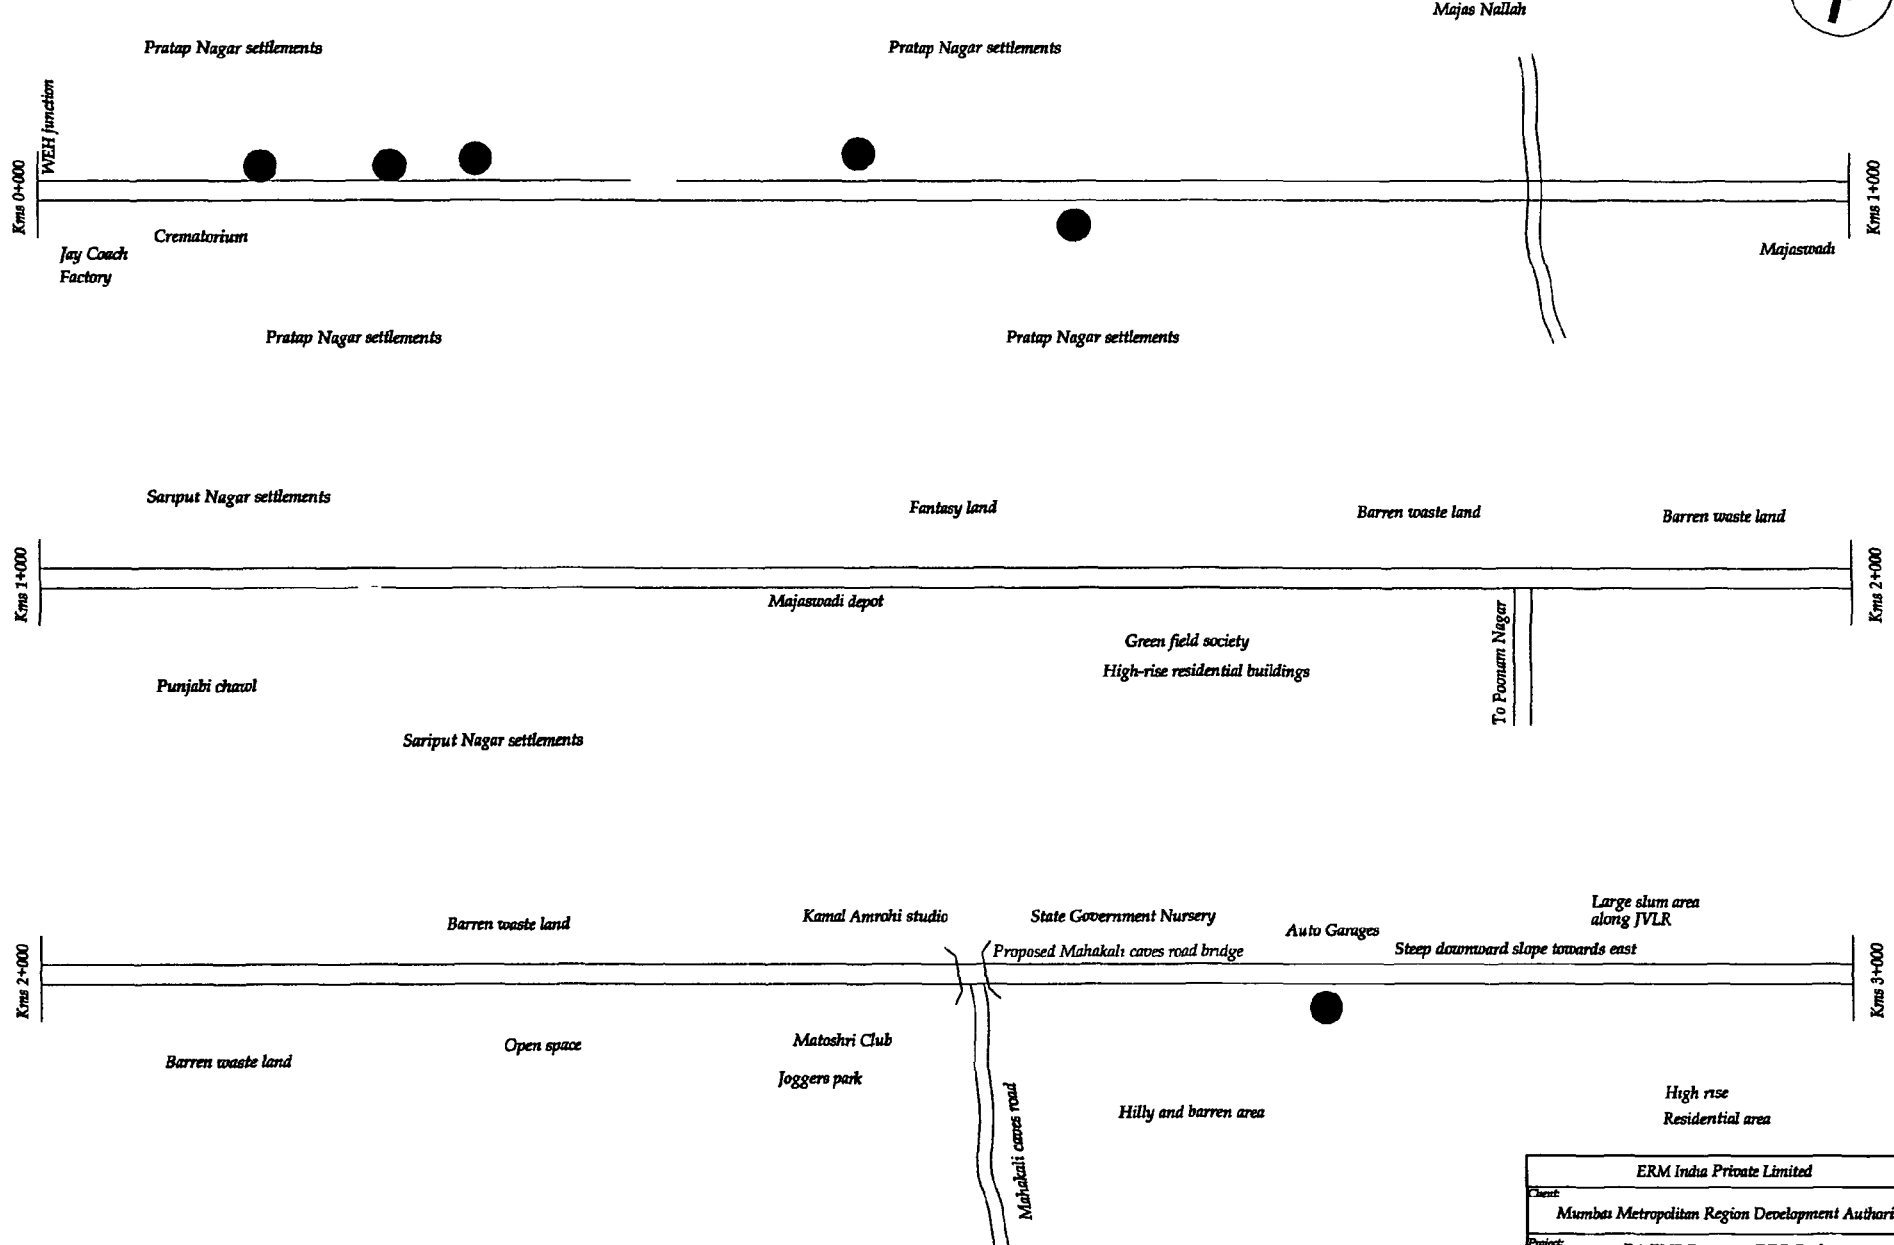 Majas Nallah
Pratap Nagar settlements
Pratap Nagar settlements
WEH Junction
Kms 0+000
Kms 1+000
Crematorium
Jay Coach
Factory
Majaswadi
Pratap Nagar settlements
Pratap Nagar settlements
Sariput Nagar settlements
Fantasy land
Barren waste land
Barren waste land
Kms 1+000
Kms 2+000
Majaswadi depot
Green field society
High-rise residential buildings
To Poonam Nagar
Punjabi chawl
Sariput Nagar settlements
Large slum area
along JVLR
Barren waste land
Kamal Amrohi studio
State Government Nursery
Auto Garages
Proposed Mahakali caves road bridge
Steep downward slope towards east
Kms 2+000
Kms 3+000
Barren waste land
Open space
Matoshri Club
Joggers park
Mahakali caves road
Hilly and barren area
High rise
Residential area
ERM India Private Limited
Client:
Mumbai Metropolitan Region Development Authori
Project: